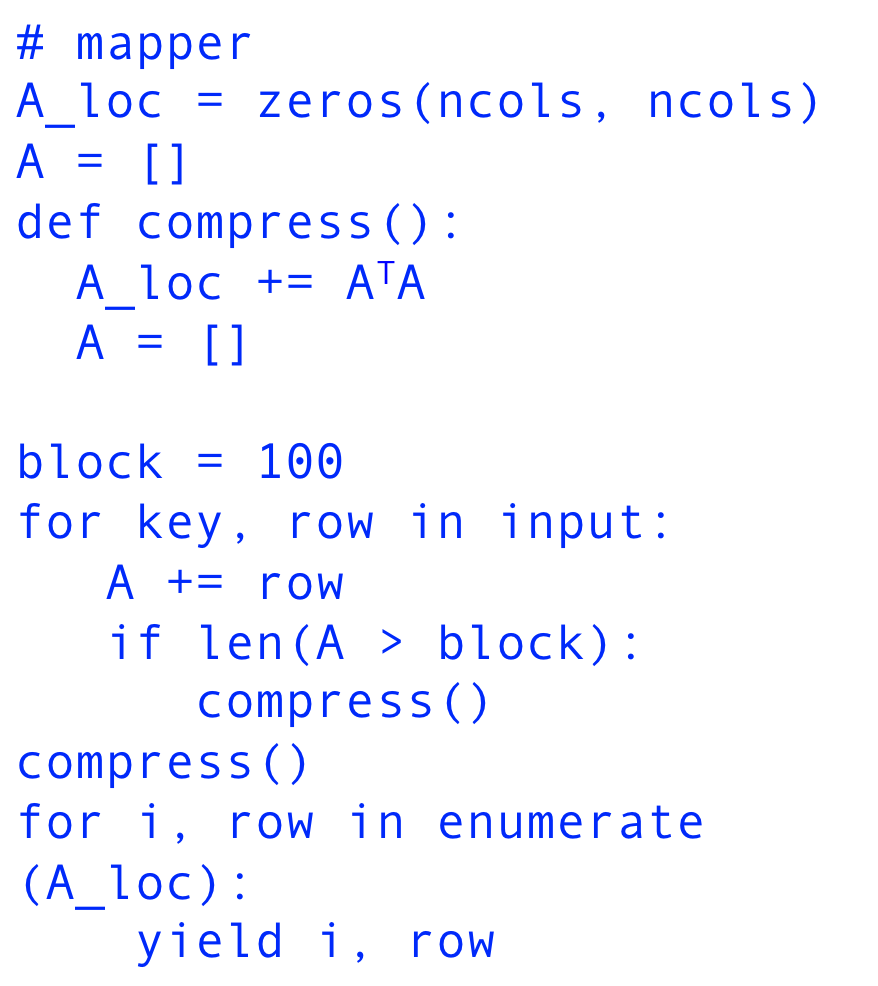 # mapper
A_loc = zeros(ncols, ncols)
A = []
def compress():
  A_loc += AᵀA
  A = []

block = 100
for key, row in input:
   A += row
   if len(A > block):
      compress()
compress()
for i, row in enumerate
(A_loc):
    yield i, row